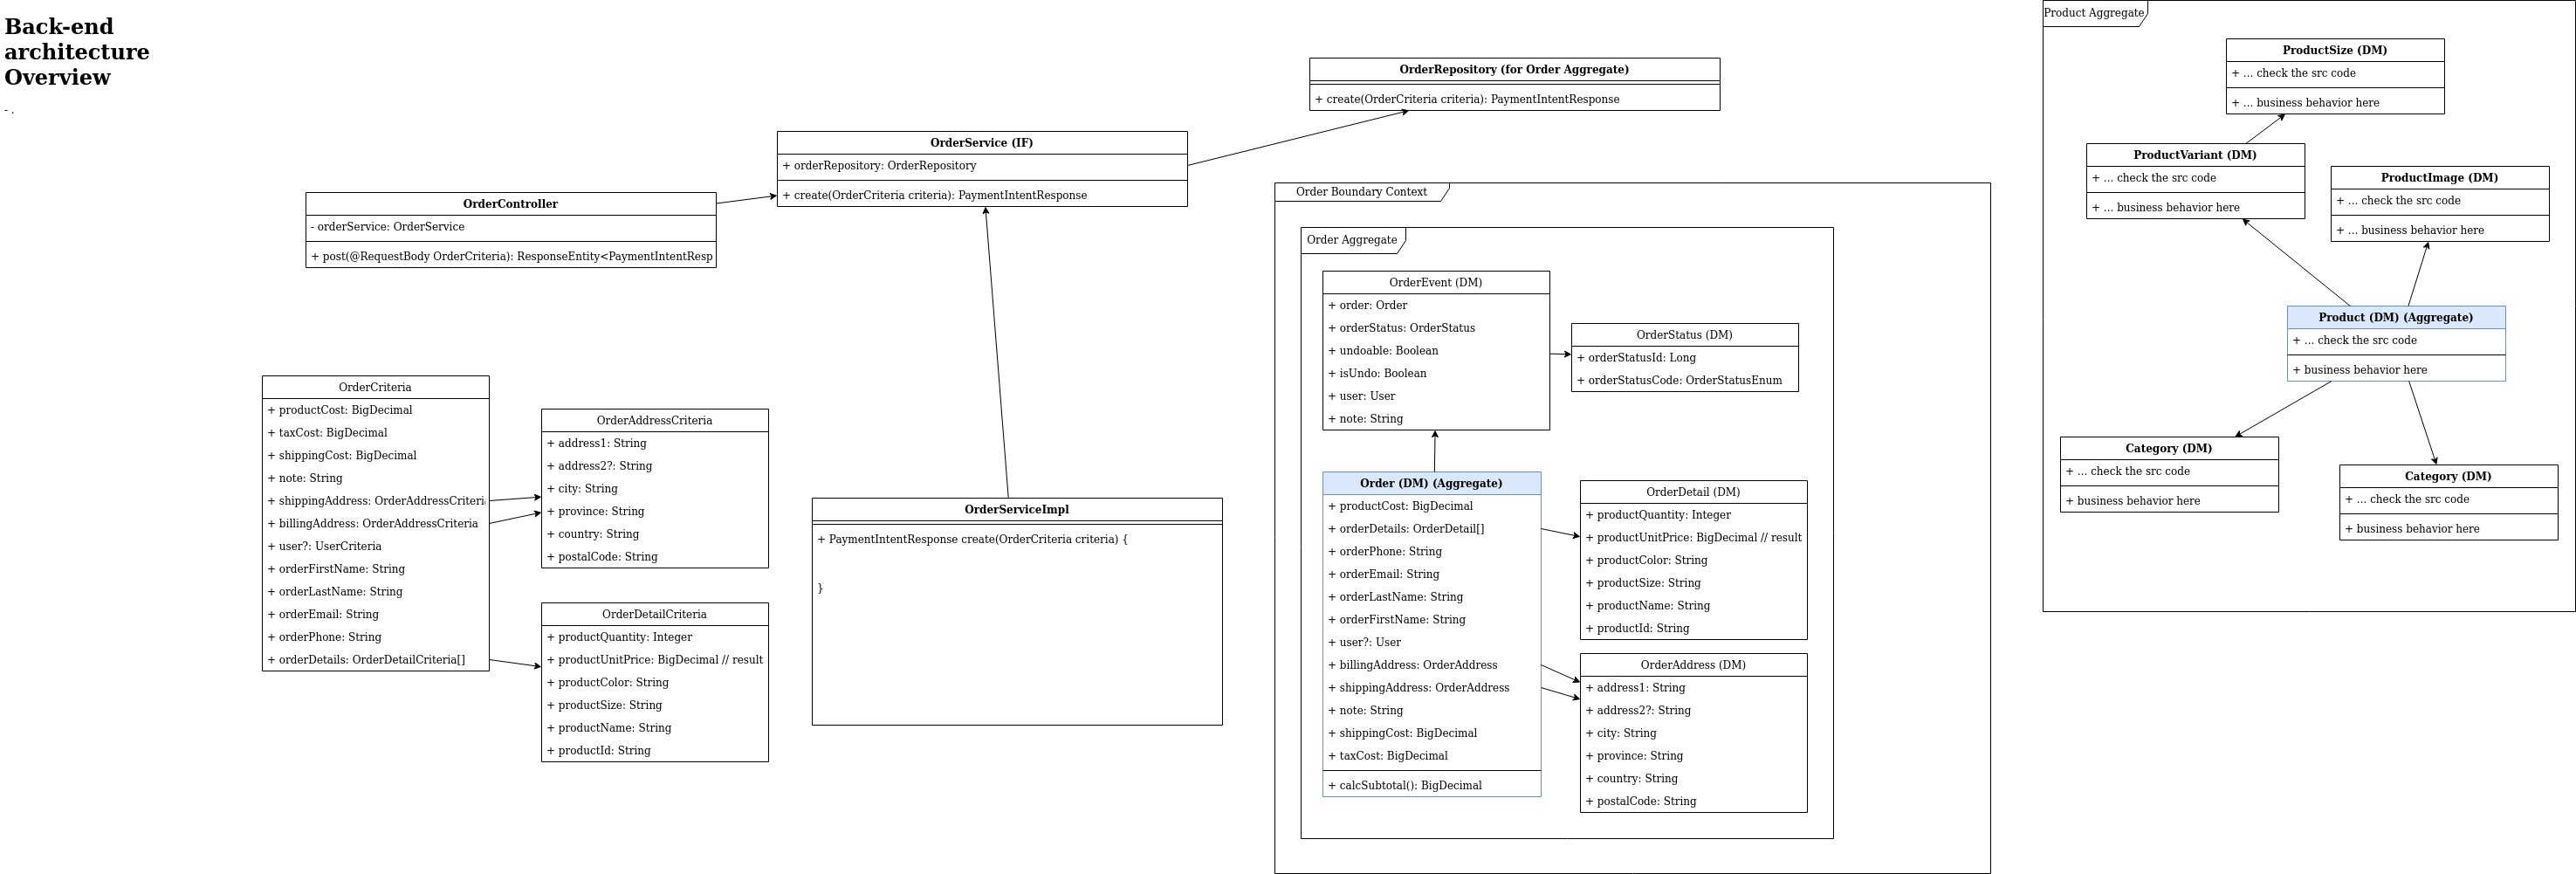 Back-end
architecture
Overview
- .
OrderController
- orderService: OrderService
+ post(@RequestBody OrderCriteria): ResponseEntity<PaymentIntentResp
OrderService (IF)
+ orderRepository: OrderRepository
+ create(OrderCriteria criteria): PaymentIntentResponse
OrderRepository (for Order Aggregate)
+ create(OrderCriteria criteria): PaymentIntentResponse
OrderCriteria
+ productCost: BigDecimal
+ taxCost: BigDecimal
+ shippingCost: BigDecimal
+ note: String
+ shippingAddress: OrderAddressCriteri
+ billingAddress: OrderAddressCriteria
+ user?: UserCriteria
+ orderFirstName: String
+ orderLastName: String
+ orderEmail: String
+ orderPhone: String
+ orderDetails: OrderDetailCriteria[]
OrderAddressCriteria
+ address1: String
+ address2?: String
+ city: String
+ province: String
+ country: String
+ postalCode: String
OrderDetailCriteria
+ productQuantity: Integer
+ productUnitPrice: BigDecimal // result
+ productColor: String
+ productSize: String
+ productName: String
+ productId: String
OrderServiceImpl
+ PaymentIntentResponse create(OrderCriteria criteria) {
}
Order Boundary Context
Order Aggregate
OrderEvent (DM)
+ order: Order
+ orderStatus: OrderStatus
+ undoable: Boolean
+ isUndo: Boolean
+ user: User
+ note: String
OrderStatus (DM)
+ orderStatusId: Long
+ orderStatusCode: OrderStatusEnum
Order (DM) (Aggregate)
+ productCost: BigDecimal
+ orderDetails: OrderDetail[]
+ orderPhone: String
+ orderEmail: String
+ orderLastName: String
+ orderFirstName: String
+ user?: User
+ billingAddress: OrderAddress
+ shippingAddress: OrderAddress
+ note: String
+ shippingCost: BigDecimal
+ taxCost: BigDecimal
+ calcSubtotal(): BigDecimal
OrderDetail (DM)
+ productQuantity: Integer
+ productUnitPrice: BigDecimal // result
+ productColor: String
+ productSize: String
+ productName: String
+ productId: String
OrderAddress (DM)
+ address1: String
+ address2?: String
+ city: String
+ province: String
+ country: String
+ postalCode: String
Product Aggregate
ProductSize (DM)
+ ... check the src code
+ ... business behavior here
ProductVariant (DM)
+ ... check the src code
+ ... business behavior here
ProductImage (DM)
+ ... check the src code
+ ... business behavior here
Product (DM) (Aggregate)
+ ... check the src code
+ business behavior here
Category (DM)
+ ... check the src code
+ business behavior here
Category (DM)
+ ... check the src code
+ business behavior here